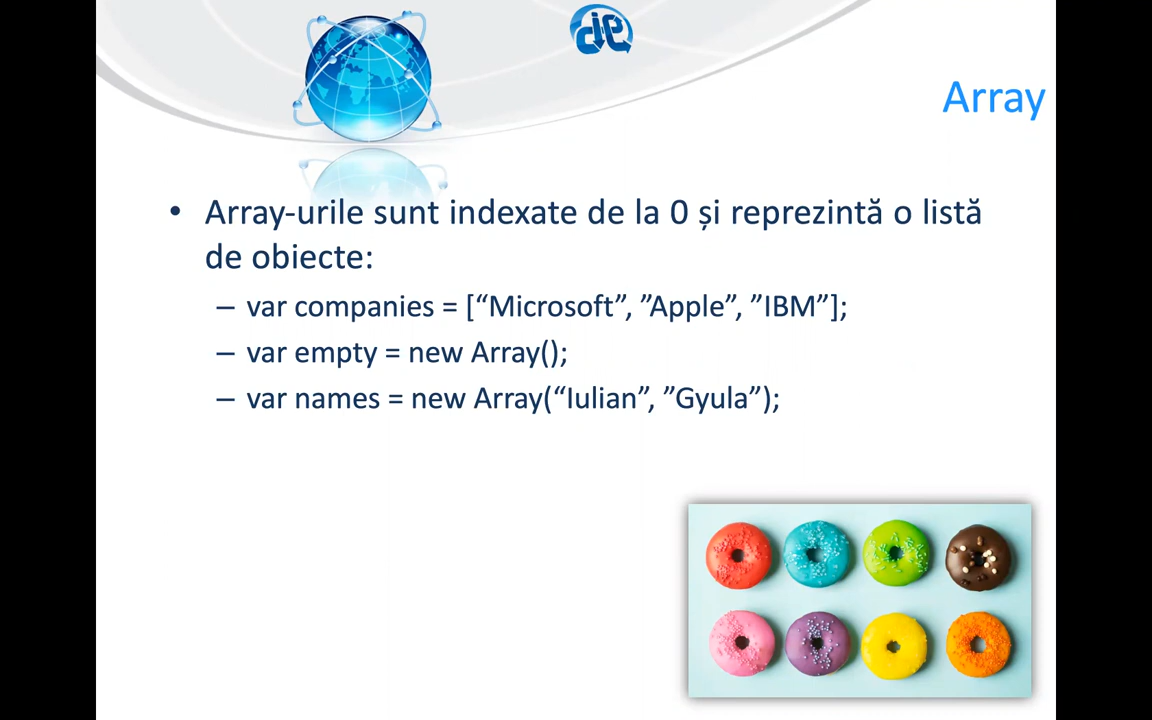 Array
• Array-urile sunt indexate de la 0 și reprezintă o listă
de obiecte:
– var companies = [“Microsoft”, ”Apple”, ”IBM”];
– var empty = new Array();
– var names = new Array(“Iulian”, ”Gyula”);